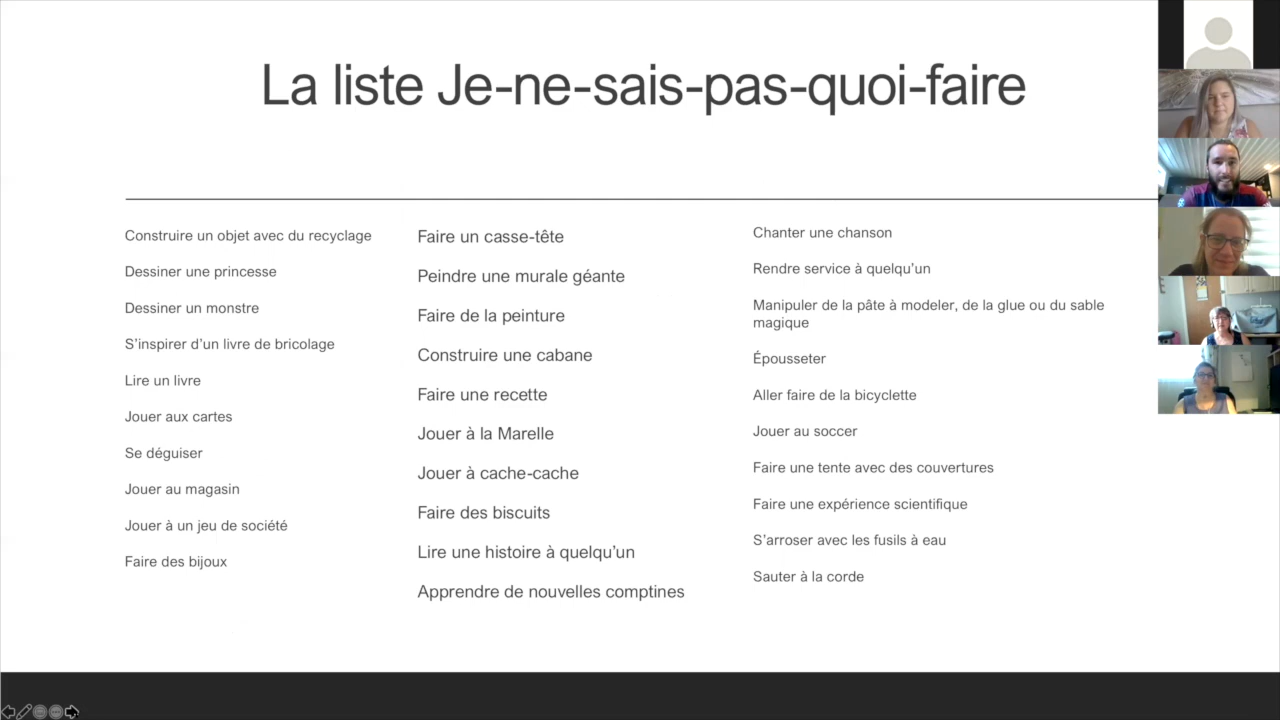 La liste Je-ne-sais-pas-quoi-faire
Construire un objet avec du recyclage
Dessiner une princesse
Dessiner un monstre
S'inspirer d'un livre de bricolage
Lire un livre
Jouer aux cartes
Se déguiser
Jouer au magasin
Jouer à un jeu de société
Faire des bijoux
Faire un casse-tête
Peindre une murale géante
Faire de la peinture
Construire une cabane
Faire une recette
Jouer à la Marelle
Jouer à cache-cache
Faire des biscuits
Lire une histoire à quelqu'un
Apprendre de nouvelles comptines
Chanter une chanson
Rendre service à quelqu'un
Manipuler de la pâte à modeler, de la glue ou du sable
magique
Épousseter
Aller faire de la bicyclette
Jouer au soccer
Faire une tente avec des couvertures
Faire une expérience scientifique
S'arroser avec les fusils à eau
Sauter à la corde